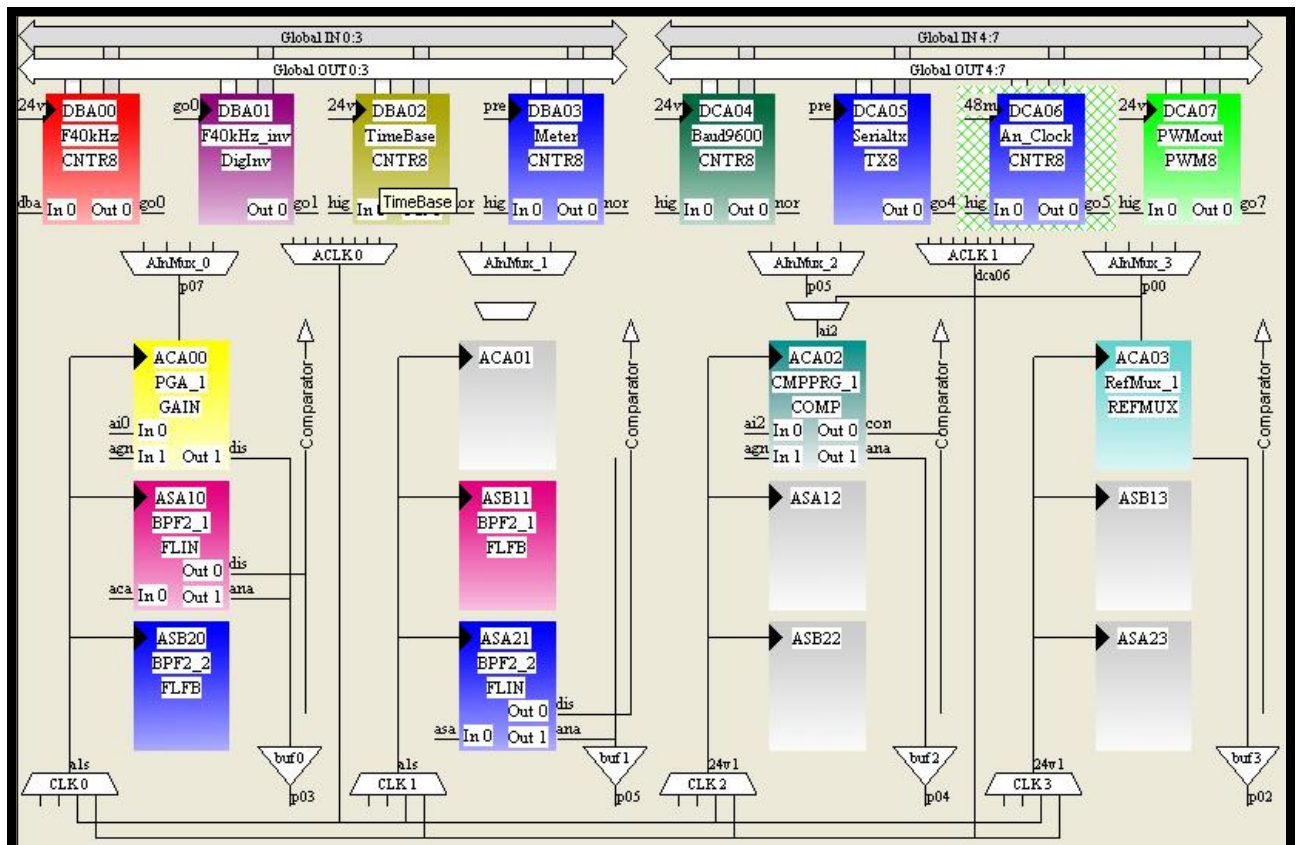 Global IN 0:3 Global IN 4:7
Global OUT 0:3 Global OUT 4:7
24v DBA00 go0 DBA01 24v DBA02 pre DBA03 24v DCA04 pre DCA05 48m DCA06 24v DCA07
F40kHz F40kHz_inv TimeBase Meter Baud9600 Serialtx An_Clock PWMout
CNTR8 DigInv CNTR8 CNTR8 CNTR8 TX8 CNTR8 PWM8
TimeBase
dba In 0 Out 0 go0 Out 0 go1 hig nor hig In 0 Out 0 nor hig In 0 Out 0 nor Out 0 go4 hig In 0 Out 0 go5 hig In 0 Out 0 go7
AInMux_0 ACLK 0 AInMux_1 AInMux_2 ACLK 1 AInMux_3
p07 p05 dca06 p00
ai2
ACA00 ACA01 ACA02 ACA03
PGA_1 CMPPRG_1 RefMux_1
GAIN COMP REFMUX
Comparator Comparator Comparator Comparator
ai0 In 0 ai2 In 0 Out 0 con
agn In 1 Out 1 dis agn In 1 Out 1 ana
ASA10 ASB11 ASA12 ASB13
BPF2_1 BPF2_1
FLIN FLFB
Out 0 dis
aca In 0 Out 1 ana
ASB20 ASA21 ASB22 ASA23
BPF2_2 BPF2_2
FLFB FLIN
Out 0 dis
asa In 0 Out 1 ana
a1s buf0 a1s buf1 24v1 buf2 24v1 buf3
CLK 0 CLK 1 CLK 2 CLK 3
p03 p05 p04 p02